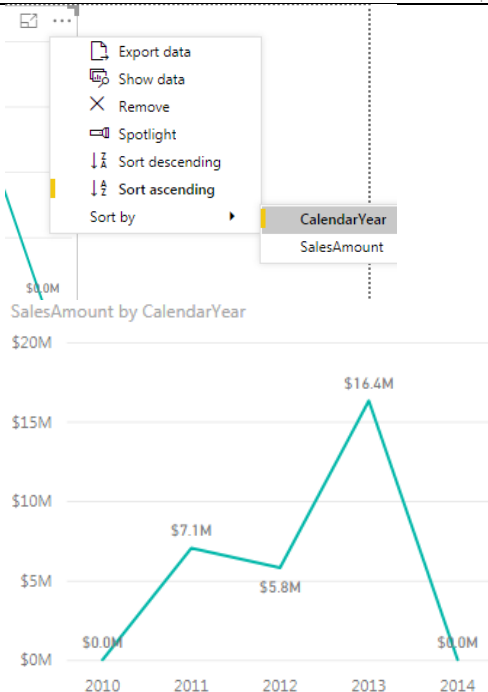 Export data
Show data
Remove
Spotlight
Sort descending
Sort ascending
Sort by
CalendarYear
SalesAmount
$0.0M
SalesAmount by CalendarYear
$20M
$16.4M
$15M
$10M
$7.1M
$5M
$5.8M
$0.0M $0.0M
$0M
2010 2011 2012 2013 2014